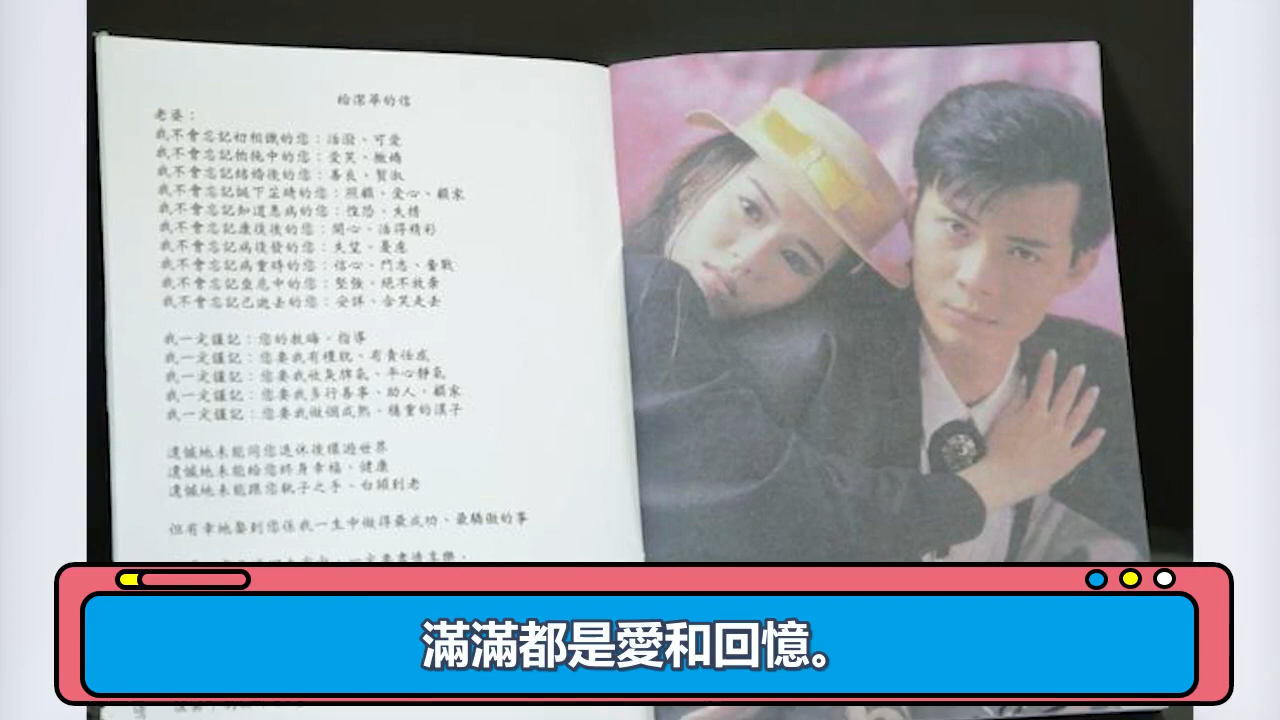 給潔華的信
老婆：
我不會忘記初相識的您：活潑、可愛
我不會忘記拍拖中的您：愛笑、撒嬌
我不會忘記結婚後的您：善良、賢淑
我不會忘記誕下芷晴的您：照顧、愛心、顧家
我不會忘記知道患病的您：惶恐、失措
我不會忘記康復後的您：開心、活得精彩
我不會忘記病復發的您：失望、憂慮
我不會忘記病重時的您：信心、鬥志、奮戰
我不會忘記垂危中的您：堅強、絕不放棄
我不會忘記已逝去的您：安詳、含笑走去
我一定謹記：您的教誨、指導
我一定謹記：您要我有禮貌、有責任感
我一定謹記：您要我收臭脾氣、平心靜氣
我一定謹記：您要我多行善事、助人、顧家
我一定謹記：您要我做個成熟、穩重的漢子
遺憾地未能同您退休後環遊世界
遺憾地未能給您終身幸福、健康
遺憾地未能跟您執子之手、白頭到老
但有幸地娶到您係我一生中做得最成功、最驕傲的事
滿滿都是愛和回憶。